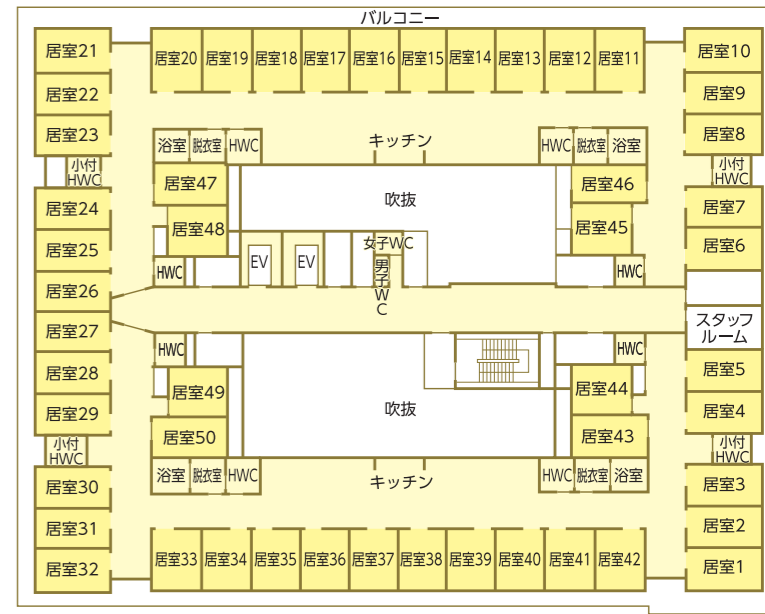 バルコニー
居室21
居室20
居室19
居室18
居室17
居室16
居室15
居室14
居室13
居室12
居室11
居室10
居室22
居室9
居室23
居室8
浴室
脱衣室
HWC
キッチン
HWC
脱衣室
浴室
小付
HWC
小付
HWC
居室47
吹抜
居室46
居室24
居室7
居室48
居室45
居室25
居室6
女子WC
HWC
EV
EV
男子WC
HWC
居室26
居室27
スタッフ
ルーム
HWC
HWC
居室28
居室5
居室49
居室44
居室29
吹抜
居室4
居室50
居室43
小付
HWC
小付
HWC
浴室
脱衣室
HWC
キッチン
HWC
脱衣室
浴室
居室30
居室3
居室31
居室2
居室32
居室33
居室34
居室35
居室36
居室37
居室38
居室39
居室40
居室41
居室42
居室1